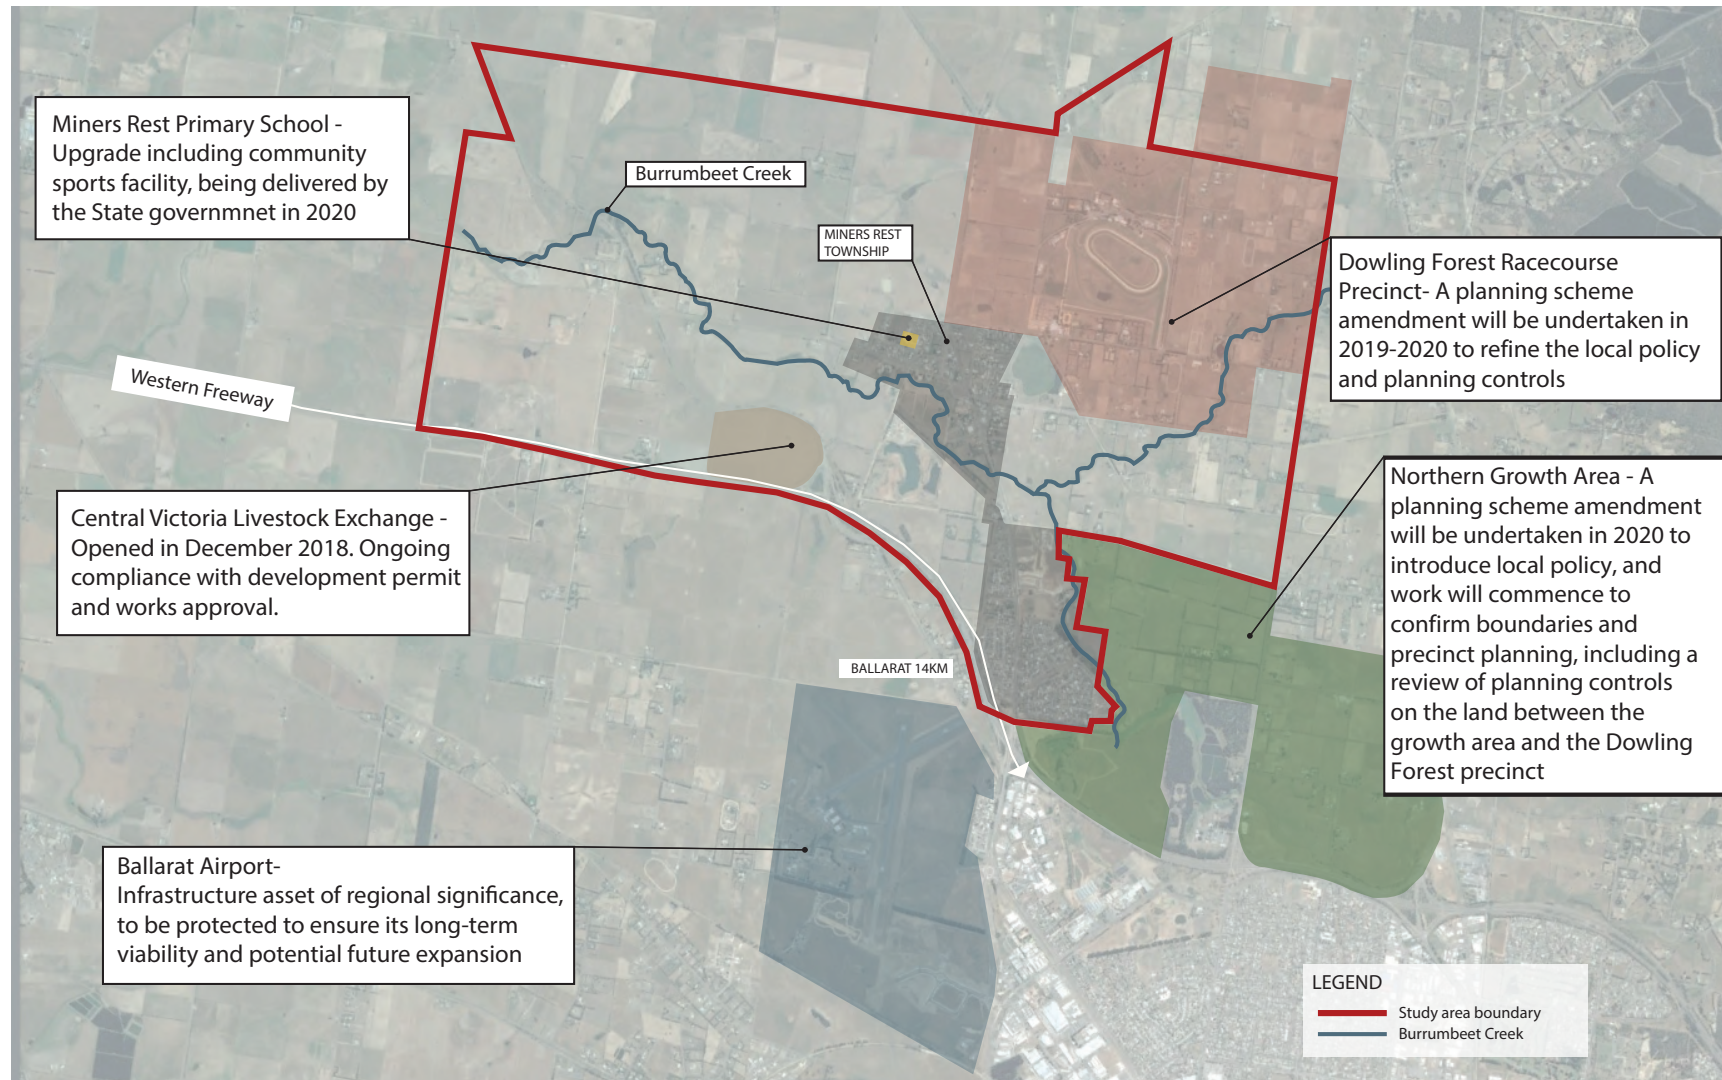 Miners Rest Primary School -
Upgrade including community
sports facility, being delivered by
the State governmnet in 2020
Burrumbeet Creek
MINERS REST
TOWNSHIP
Dowling Forest Racecourse
Precinct- A planning scheme
amendment will be undertaken in
2019-2020 to refine the local policy
and planning controls
Western Freeway
Central Victoria Livestock Exchange -
Opened in December 2018. Ongoing
compliance with development permit
and works approval.
Northern Growth Area - A
planning scheme amendment
will be undertaken in 2020 to
introduce local policy, and
work will commence to
confirm boundaries and
precinct planning, including a
review of planning controls
on the land between the
growth area and the Dowling
Forest precinct
BALLARAT 14KM
Ballarat Airport-
Infrastructure asset of regional significance,
to be protected to ensure its long-term
viability and potential future expansion
LEGEND
Study area boundary
Burrumbeet Creek